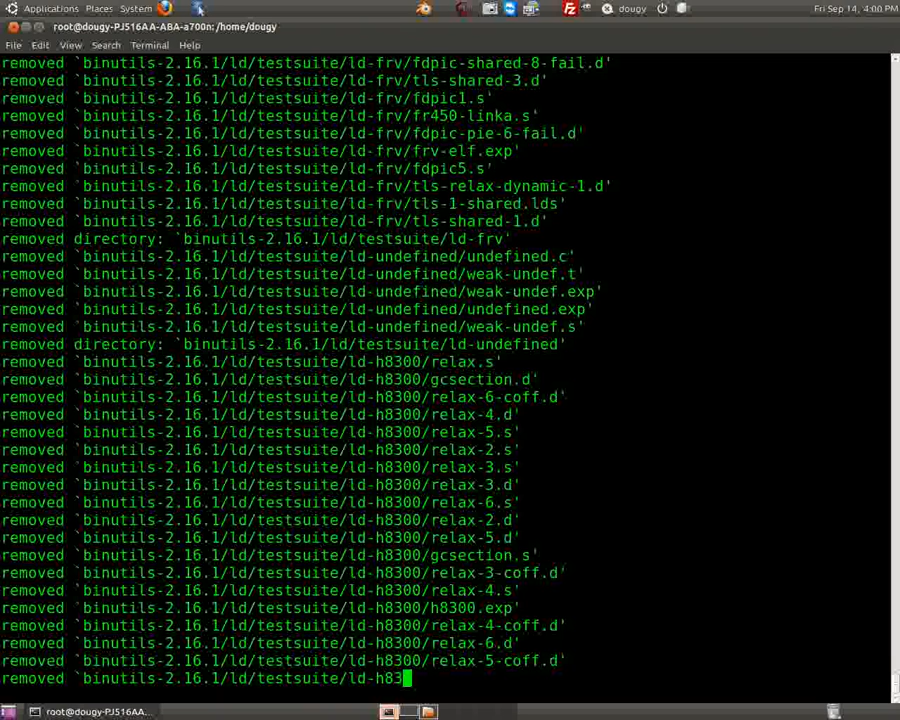 Applications Places System dougy Fri Sep 14, 4:00 PM
root@dougy-PJ516AA-ABA-a700n: /home/dougy
File Edit View Search Terminal Help
removed `binutils-2.16.1/ld/testsuite/ld-frv/fdpic-shared-8-fail.d'
removed `binutils-2.16.1/ld/testsuite/ld-frv/tls-shared-3.d'
removed `binutils-2.16.1/ld/testsuite/ld-frv/fdpic1.s'
removed `binutils-2.16.1/ld/testsuite/ld-frv/fr450-linka.s'
removed `binutils-2.16.1/ld/testsuite/ld-frv/fdpic-pie-6-fail.d'
removed `binutils-2.16.1/ld/testsuite/ld-frv/frv-elf.exp'
removed `binutils-2.16.1/ld/testsuite/ld-frv/fdpic5.s'
removed `binutils-2.16.1/ld/testsuite/ld-frv/tls-relax-dynamic-1.d'
removed `binutils-2.16.1/ld/testsuite/ld-frv/tls-1-shared.lds'
removed `binutils-2.16.1/ld/testsuite/ld-frv/tls-shared-1.d'
removed directory: `binutils-2.16.1/ld/testsuite/ld-frv'
removed `binutils-2.16.1/ld/testsuite/ld-undefined/undefined.c'
removed `binutils-2.16.1/ld/testsuite/ld-undefined/weak-undef.t'
removed `binutils-2.16.1/ld/testsuite/ld-undefined/weak-undef.exp'
removed `binutils-2.16.1/ld/testsuite/ld-undefined/undefined.exp'
removed `binutils-2.16.1/ld/testsuite/ld-undefined/weak-undef.s'
removed directory: `binutils-2.16.1/ld/testsuite/ld-undefined'
removed `binutils-2.16.1/ld/testsuite/ld-h8300/relax.s'
removed `binutils-2.16.1/ld/testsuite/ld-h8300/gcsection.d'
removed `binutils-2.16.1/ld/testsuite/ld-h8300/relax-6-coff.d'
removed `binutils-2.16.1/ld/testsuite/ld-h8300/relax-4.d'
removed `binutils-2.16.1/ld/testsuite/ld-h8300/relax-5.s'
removed `binutils-2.16.1/ld/testsuite/ld-h8300/relax-2.s'
removed `binutils-2.16.1/ld/testsuite/ld-h8300/relax-3.s'
removed `binutils-2.16.1/ld/testsuite/ld-h8300/relax-3.d'
removed `binutils-2.16.1/ld/testsuite/ld-h8300/relax-6.s'
removed `binutils-2.16.1/ld/testsuite/ld-h8300/relax-2.d'
removed `binutils-2.16.1/ld/testsuite/ld-h8300/relax-5.d'
removed `binutils-2.16.1/ld/testsuite/ld-h8300/gcsection.s'
removed `binutils-2.16.1/ld/testsuite/ld-h8300/relax-3-coff.d'
removed `binutils-2.16.1/ld/testsuite/ld-h8300/relax-4.s'
removed `binutils-2.16.1/ld/testsuite/ld-h8300/h8300.exp'
removed `binutils-2.16.1/ld/testsuite/ld-h8300/relax-4-coff.d'
removed `binutils-2.16.1/ld/testsuite/ld-h8300/relax-6.d'
removed `binutils-2.16.1/ld/testsuite/ld-h8300/relax-5-coff.d'
removed `binutils-2.16.1/ld/testsuite/ld-h83
root@dougy-PJ516AA...